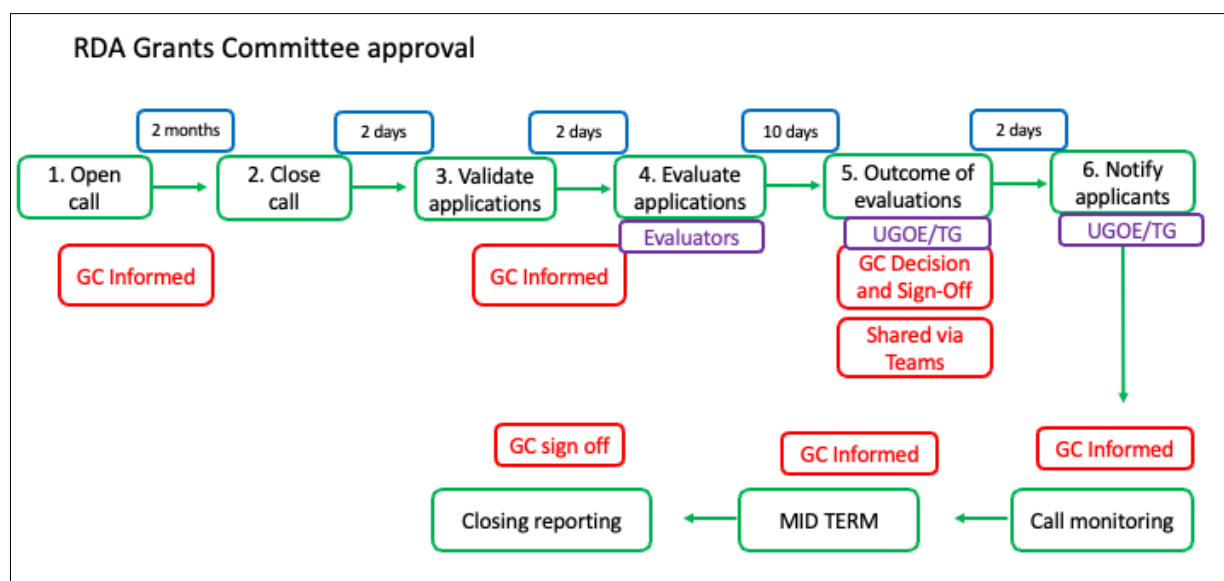 RDA Grants Committee approval
2 months
2 days
2 days
10 days
2 days
1. Open
call
2. Close
call
3. Validate
applications
4. Evaluate
applications
5. Outcome of
evaluations
6. Notify
applicants
Evaluators
UGOE/TG
UGOE/TG
GC Informed
GC Informed
GC Decision
and Sign-Off
Shared via
Teams
GC sign off
GC Informed
GC Informed
Closing reporting
MID TERM
Call monitoring